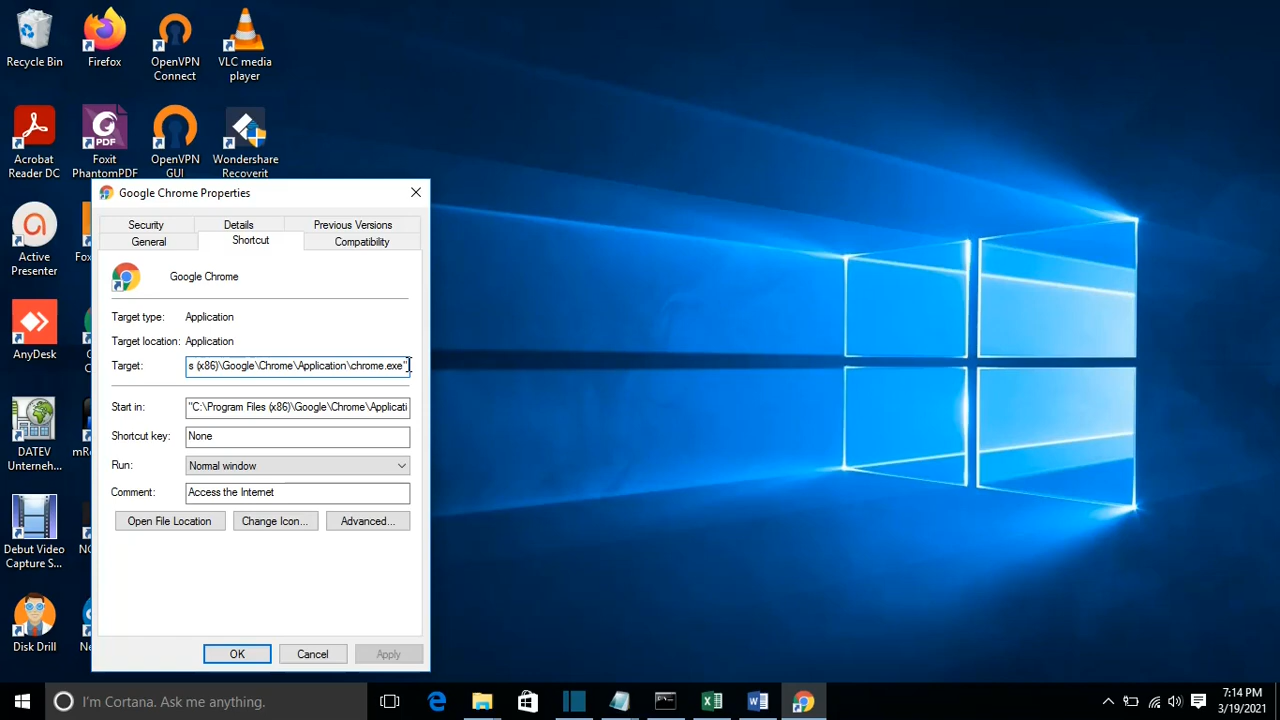 Recycle Bin
Firefox
OpenVPN
Connect
VLC media
player
Acrobat
Reader DC
Foxit
PhantomPDF
OpenVPN
GUI
Wondershare
Recoverit
Active
Presenter
AnyDesk
DATEV
Unterneh...
Debut Video
Capture S...
Disk Drill
Google Chrome Properties
Security
Details
Previous Versions
General
Shortcut
Compatibility
Google Chrome
Target type: Application
Target location: Application
Target: s (x86)\Google\Chrome\Application\chrome.exe"
Start in: "C:\Program Files (x86)\Google\Chrome\Applicati
Shortcut key: None
Run: Normal window
Comment: Access the Internet
Open File Location
Change Icon...
Advanced...
OK
Cancel
Apply
I'm Cortana. Ask me anything.
7:14 PM
3/19/2021